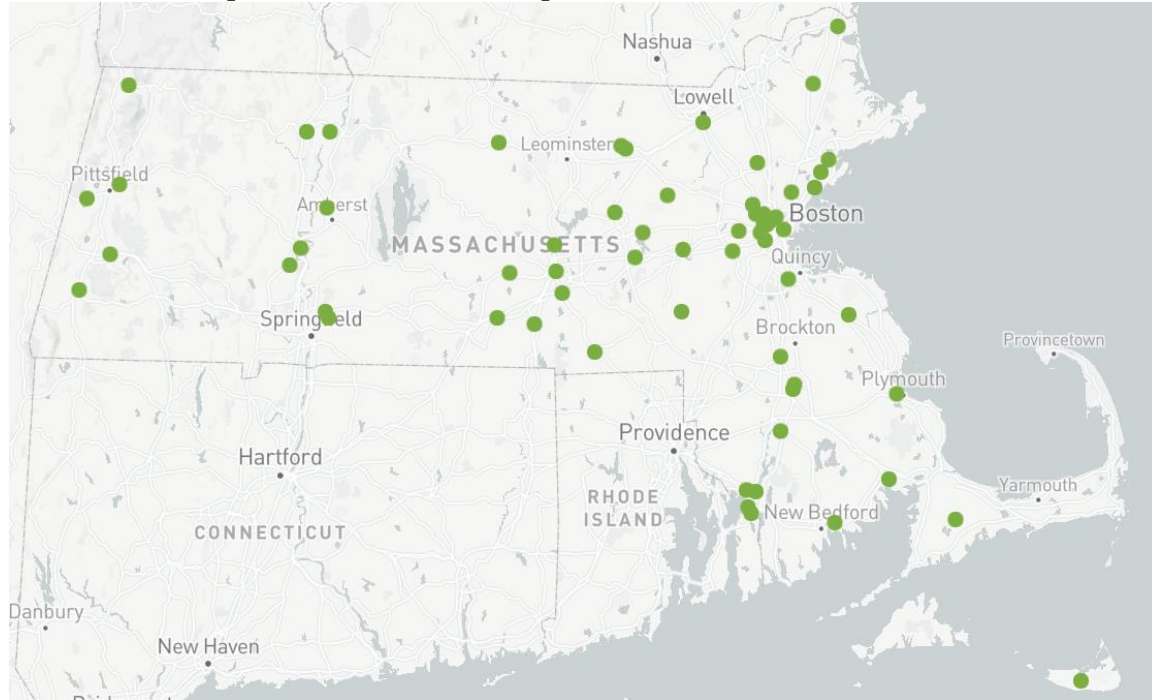 Nashua
Lowell
Leominster
Pittsfield
Amherst
Boston
MASSACHUSETTS
Quincy
Springfield
Brockton
Provincetown
Plymouth
Providence
Hartford
RHODE
ISLAND
Yarmouth
New Bedford
CONNECTICUT
Danbury
New Haven